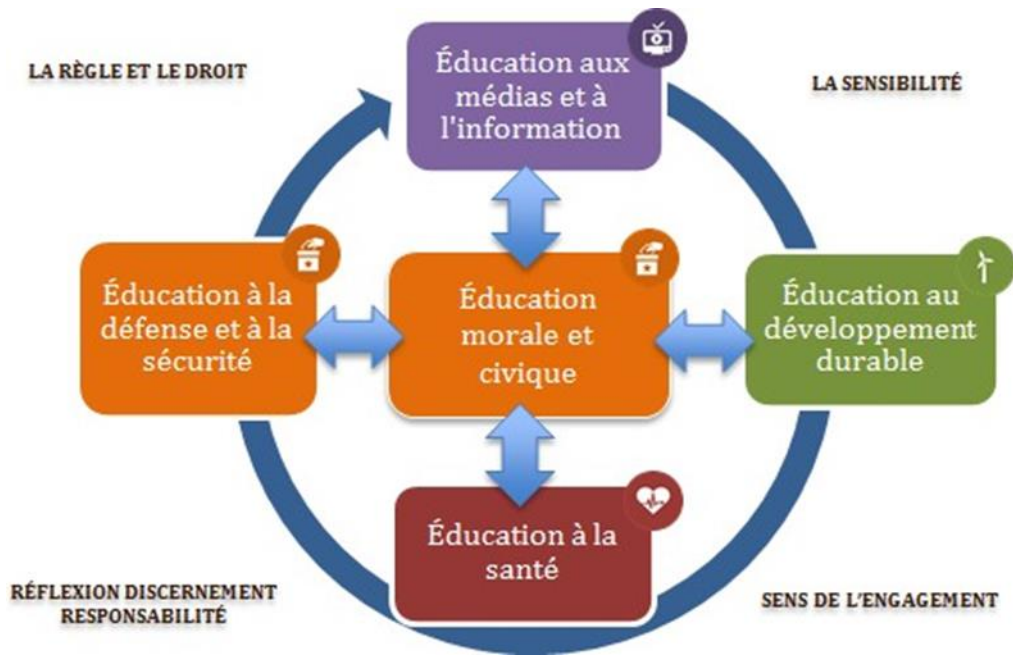 LA RÈGLE ET LE DROIT
Éducation aux
médias et à
l'information
LA SENSIBILITÉ
Éducation à la
défense et à la
sécurité
Éducation
morale et
civique
Éducation au
développement
durable
Éducation à la
santé
RÉFLEXION DISCERNEMENT
RESPONSABILITÉ
SENS DE L’ENGAGEMENT